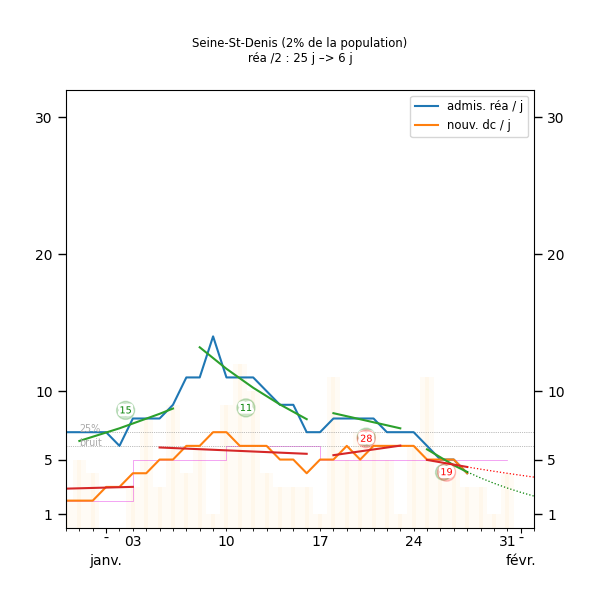 Seine-St-Denis (2% de la population)
réa /2 : 25 j –> 6 j
admis. réa / j
nouv. dc / j
30
30
20
20
10
10
15
11
25%
bruit
28
19
5
5
1
1
- 03 10 17 24 31 -
janv. févr.